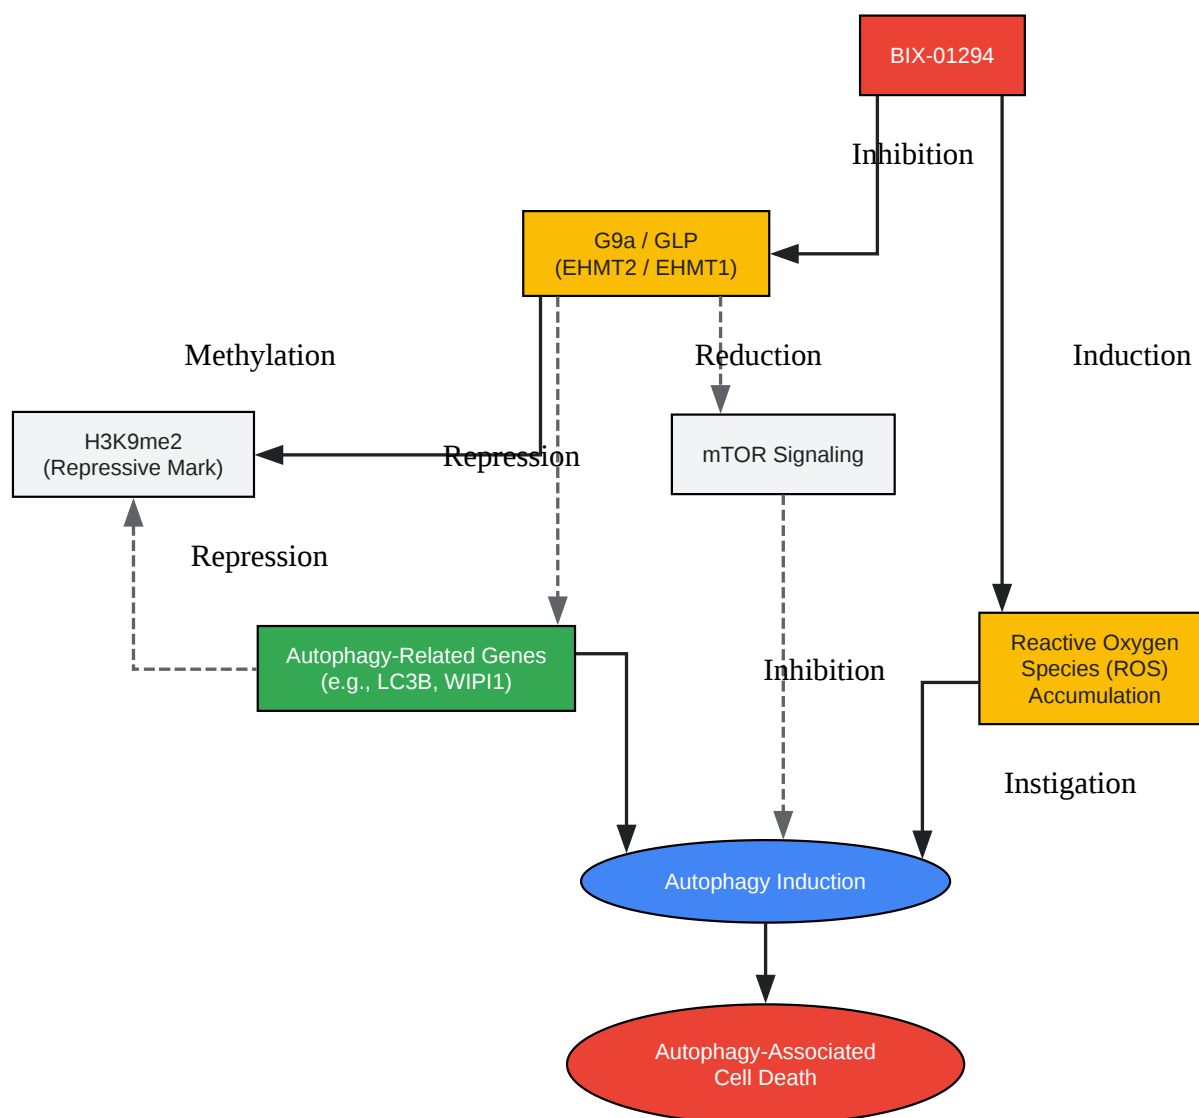 BIX-01294
Inhibition
G9a / GLP
(EHMT2 / EHMT1)
Methylation
Reduction
Induction
H3K9me2
(Repressive Mark)
Repression
mTOR Signaling
Repression
Autophagy-Related Genes
(e.g., LC3B, WIPI1)
Inhibition
Reactive Oxygen
Species (ROS)
Accumulation
Instigation
Autophagy Induction
Autophagy-Associated
Cell Death